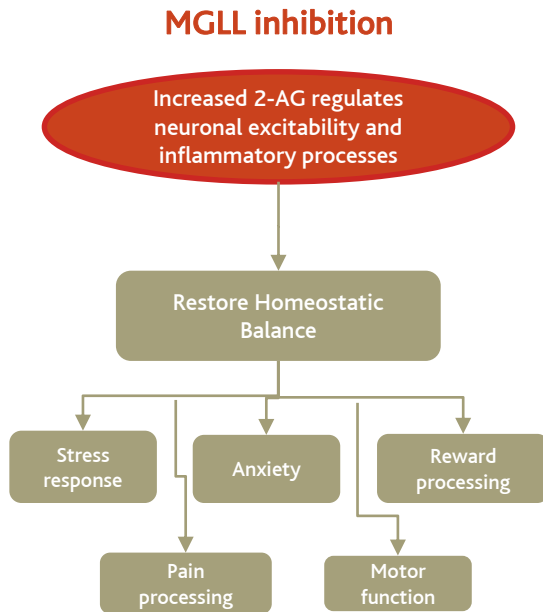 MGLL inhibition
Increased 2-AG regulates
neuronal excitability and
inflammatory processes
Restore Homeostatic
Balance
Stress
response
Anxiety
Reward
processing
Pain
processing
Motor
function